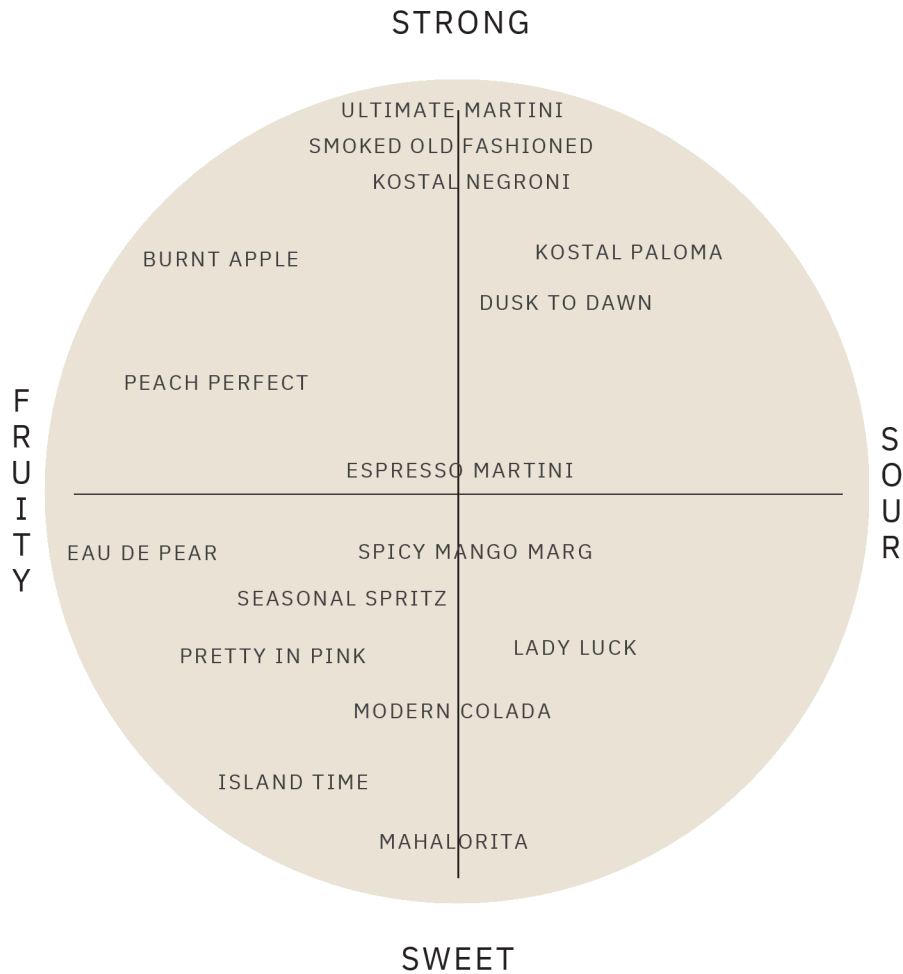 STRONG
ULTIMATE MARTINI
SMOKED OLD FASHIONED
KOSTAL NEGRONI
KOSTAL PALOMA
BURNT APPLE
DUSK TO DAWN
PEACH PERFECT
FRUITY
SOUR
ESPRESSO MARTINI
EAU DE PEAR
SPICY MANGO MARG
SEASONAL SPRITZ
LADY LUCK
PRETTY IN PINK
MODERN COLADA
ISLAND TIME
MAHALORITA
SWEET